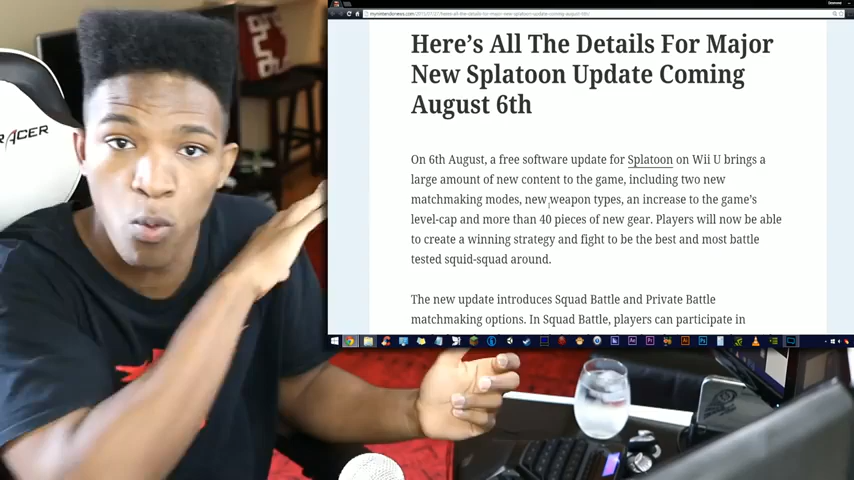 Here's All The Details For Major
New Splatoon Update Coming
August 6th
On 6th August, a free software update for Splatoon on Wii U brings a
large amount of new content to the game, including two new
matchmaking modes, new weapon types, an increase to the game's
level-cap and more than 40 pieces of new gear. Players will now be able
to create a winning strategy and fight to be the best and most battle
tested squid-squad around.
The new update introduces Squad Battle and Private Battle
matchmaking options. In Squad Battle, players can participate in
RACER